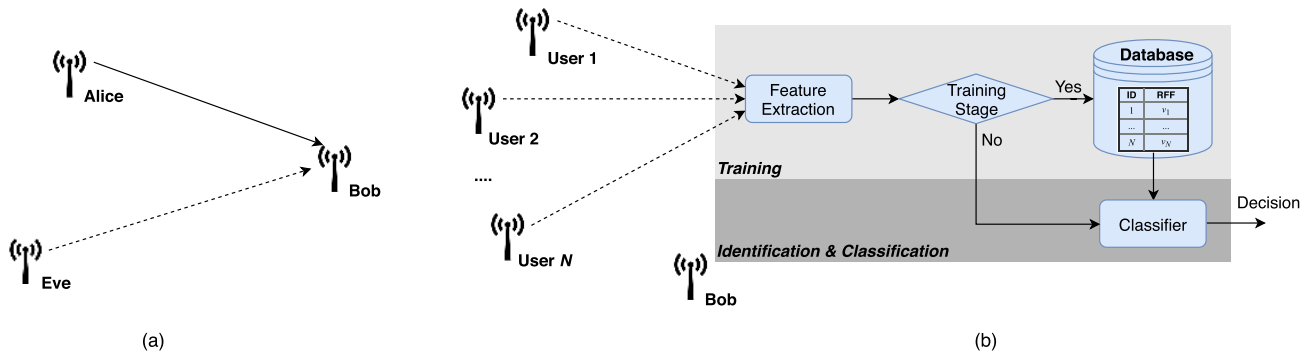 Alice
Bob
Eve
(a)
User 1
User 2
....
User N
Bob
Feature
Extraction
Training
Stage
Yes
No
Database
ID RFF
1 v1
... ...
N vN
Training
Classifier
Decision
Identification & Classification
(b)